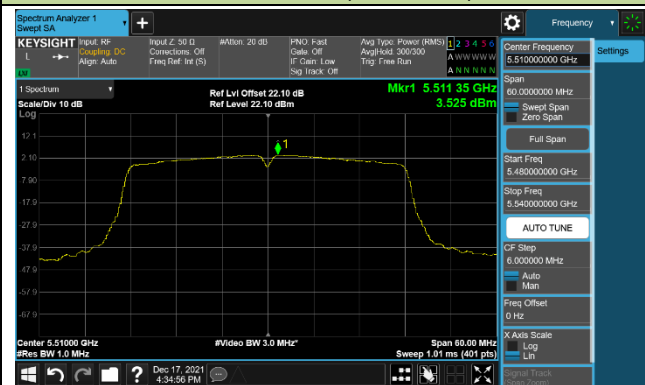 Spectrum Analyzer 1
Swept SA
+
Frequency
KEYSIGHT
L
Input: RF
Coupling: DC
Align: Auto
Input Z: 50 Ω
Corrections: Off
Freq Ref: Int (S)
#Atten: 20 dB
PNO: Fast
Gate: Off
IF Gain: Low
Sig Track: Off
Avg Type: Power (RMS)
Avg|Hold: 300/300
Trig: Free Run
1 2 3 4 5 6
A W W W W W
A N N N N N
1 Spectrum
Scale/Div 10 dB
Log
Ref Lvl Offset 22.10 dB
Ref Level 22.10 dBm
Mkr1 5.511 35 GHz
3.525 dBm
1
12.1
2.10
-7.90
-17.9
-27.9
-37.9
-47.9
-57.9
-67.9
Center 5.51000 GHz
#Res BW 1.0 MHz
#Video BW 3.0 MHz*
Span 60.00 MHz
Sweep 1.01 ms (401 pts)
Center Frequency
5.510000000 GHz
Settings
Span
60.0000000 MHz
Swept Span
Zero Span
Full Span
Start Freq
5.480000000 GHz
Stop Freq
5.540000000 GHz
AUTO TUNE
CF Step
6.000000 MHz
Auto
Man
Freq Offset
0 Hz
X Axis Scale
Log
Lin
Signal Track
(Span Zoom)
?
Dec 17, 2021
4:34:56 PM